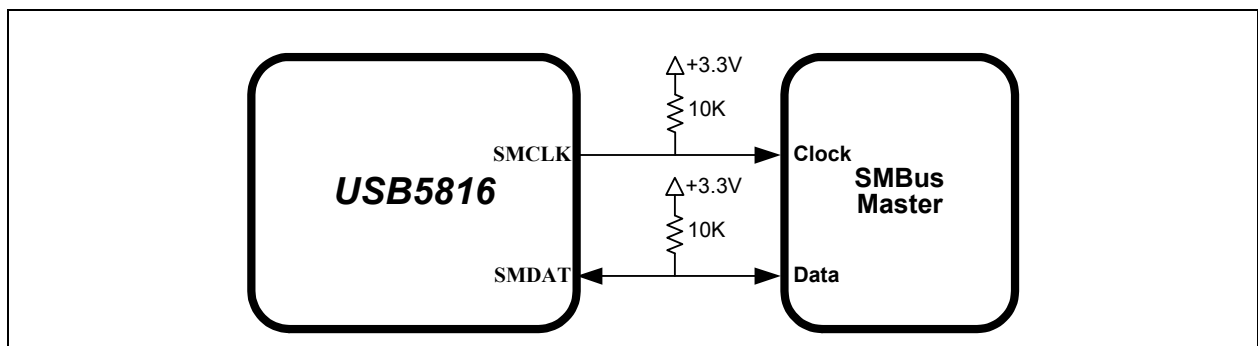 +3.3V
10K
SMCLK
Clock
USB5816
SMBus
Master
+3.3V
10K
SMDAT
Data